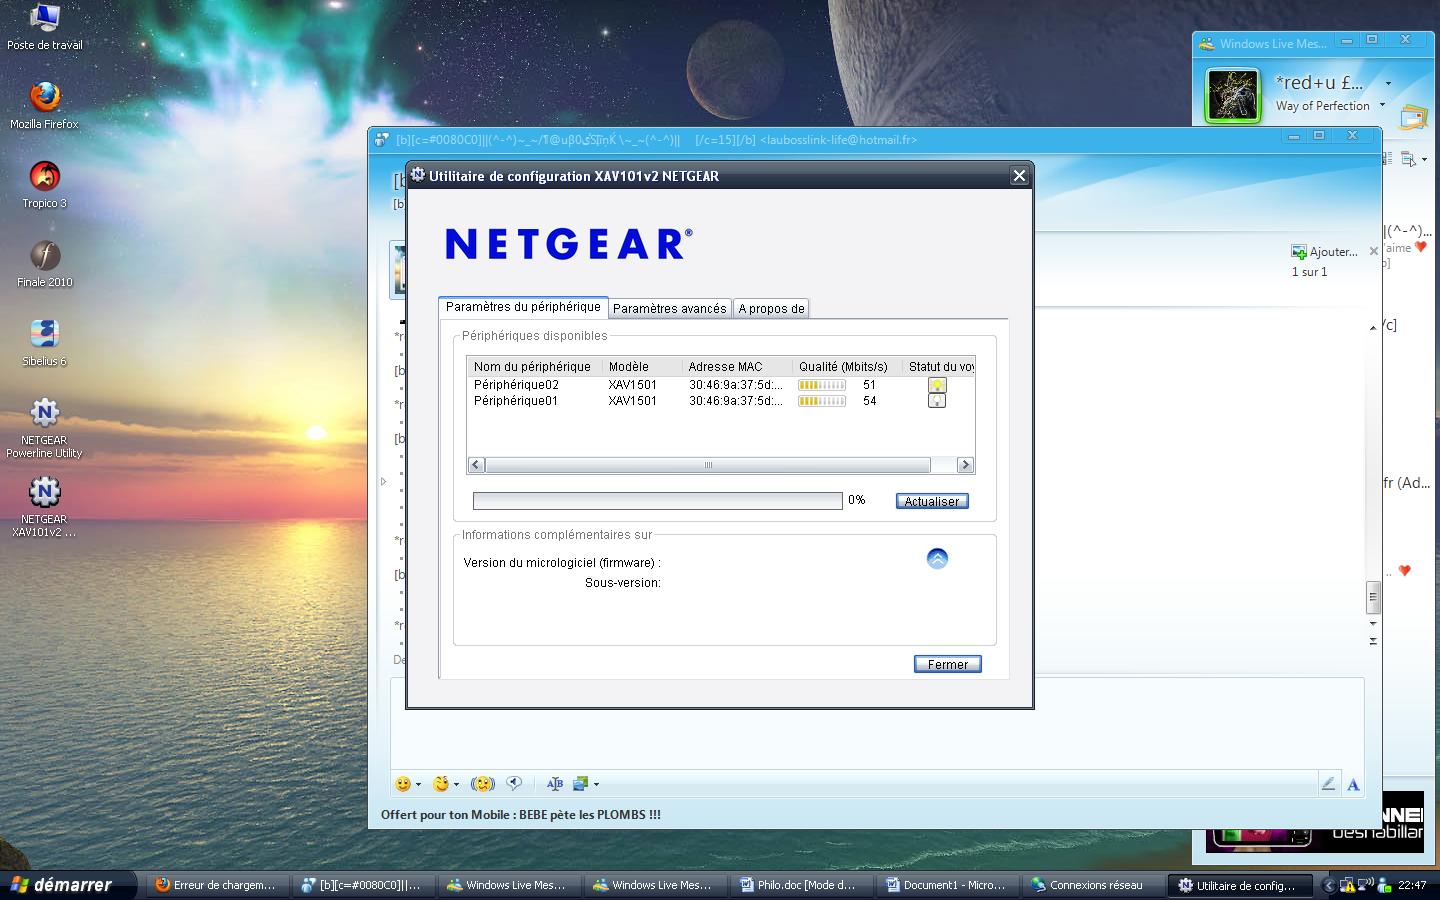 Poste de travail
Mozilla Firefox
Tropico 3
Finale 2010
Sibelius 6
NETGEAR
Powerline Utility
NETGEAR
XAV101v2 ...
Windows Live Mes...
*red+u £...
Way of Perfection
<laubosslink-life@hotmail.fr>
Ajouter...
1 sur 1
Utilitaire de configuration XAV101v2 NETGEAR
NETGEAR®
Paramètres du périphérique Paramètres avancés A propos de
Périphériques disponibles
Nom du périphérique Modèle Adresse MAC Qualité (Mbits/s) Statut du voy
Périphérique02 XAV1501 30:46:9a:37:5d:... 51
Périphérique01 XAV1501 30:46:9a:37:5d:... 54
0% Actualiser
Informations complémentaires sur
Version du micrologiciel (firmware) :
Sous-version:
Fermer
||(^-^)...
'aime
/c]
fr (Ad...
Offert pour ton Mobile : BEBE pète les PLOMBS !!!
démarrer
Erreur de chargem...
[b][c=#0080C0]||(...
Windows Live Mes...
Windows Live Mes...
Philo.doc [Mode d...
Document1 - Micro...
Connexions réseau
Utilitaire de config...
22:47